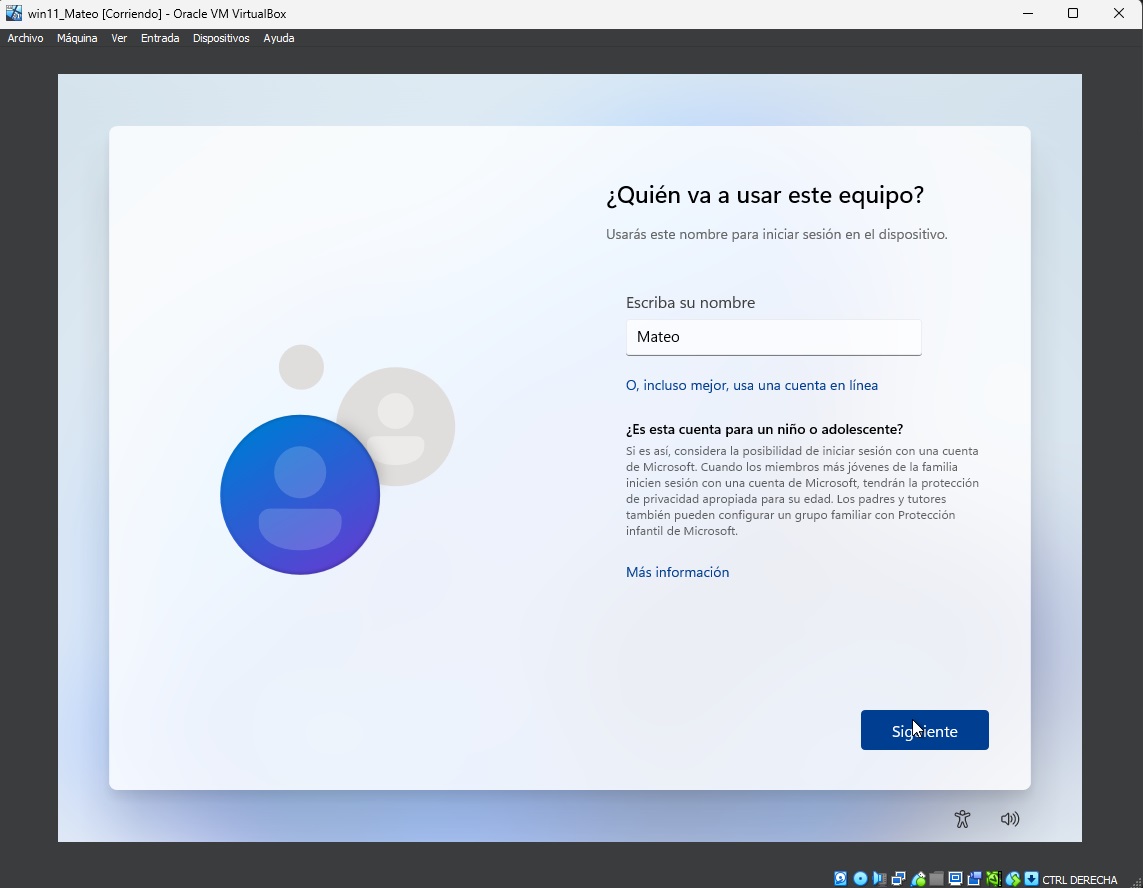 win11_Mateo [Corriendo] - Oracle VM VirtualBox
Archivo Máquina Ver Entrada Dispositivos Ayuda
¿Quién va a usar este equipo?
Usarás este nombre para iniciar sesión en el dispositivo.
Escriba su nombre
Mateo
O, incluso mejor, usa una cuenta en línea
¿Es esta cuenta para un niño o adolescente?
Si es así, considera la posibilidad de iniciar sesión con una cuenta
de Microsoft. Cuando los miembros más jóvenes de la familia
inicien sesión con una cuenta de Microsoft, tendrán la protección
de privacidad apropiada para su edad. Los padres y tutores
también pueden configurar un grupo familiar con Protección
infantil de Microsoft.
Más información
Siguiente
CTRL DERECHA